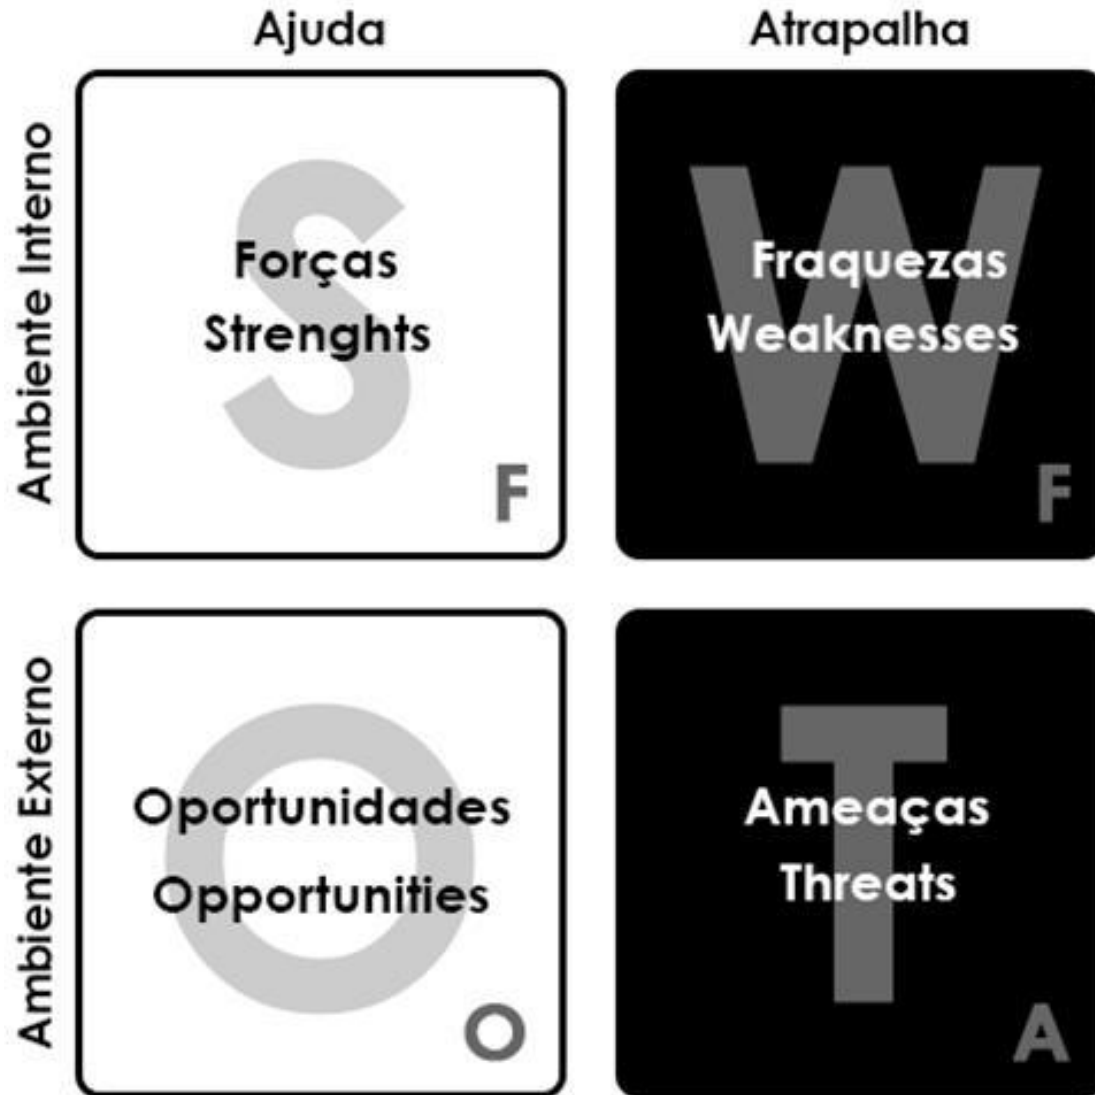 Ajuda
Atrapalha
Ambiente Interno
S
Forças
Strenghts
F
W
Fraquezas
Weaknesses
F
Ambiente Externo
O
Oportunidades
Opportunities
O
T
Ameaças
Threats
A